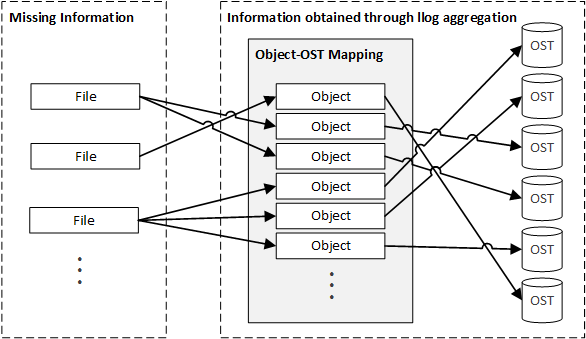 Missing Information
Information obtained through llog aggregation
Object-OST Mapping
File
File
File
Object
Object
Object
Object
Object
Object
OST
OST
OST
OST
OST
OST